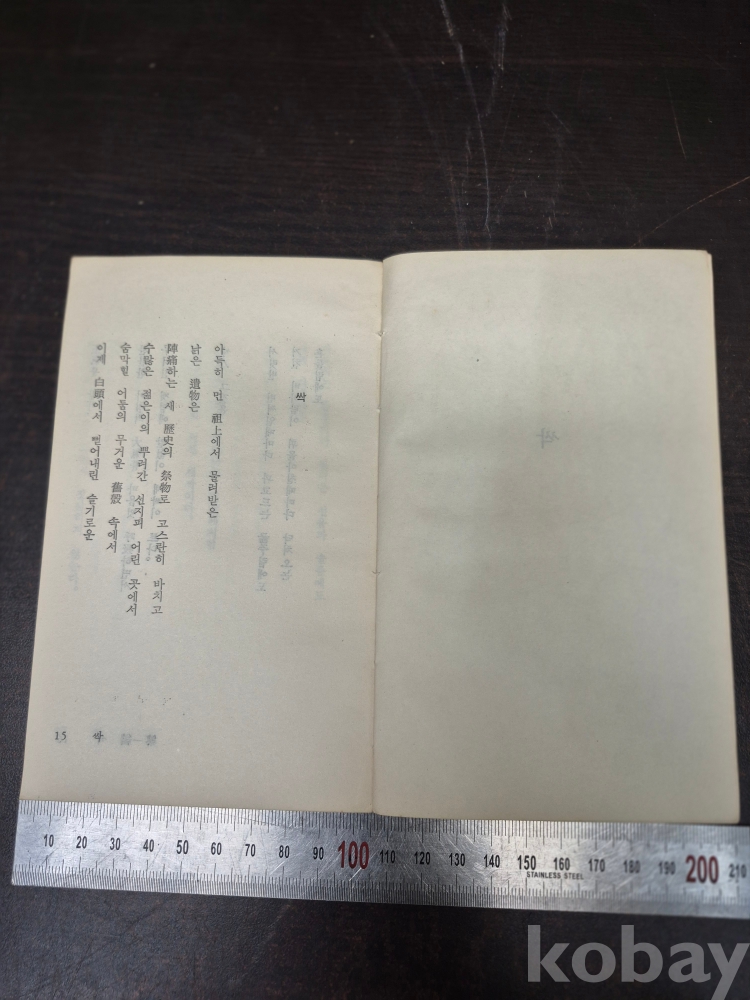 싹
아득히 먼 祖上에서 물려받은
낡은 遺物은
陣痛하는 새 歷史의 祭物로 고스란히 바치고
수많은 젊은이의 뿌려간 선지피 어린 곳에서
숨막힐 어둠의 무거운 舊殼 속에서
이제 白頭에서 뻗어내린 슬기로운
15 싹
싹
10 20 30 40 50 60 70 80 90 100 110 120 130 140 150 160 170 180 190 200 210
STAINLESS STEEL
kobay